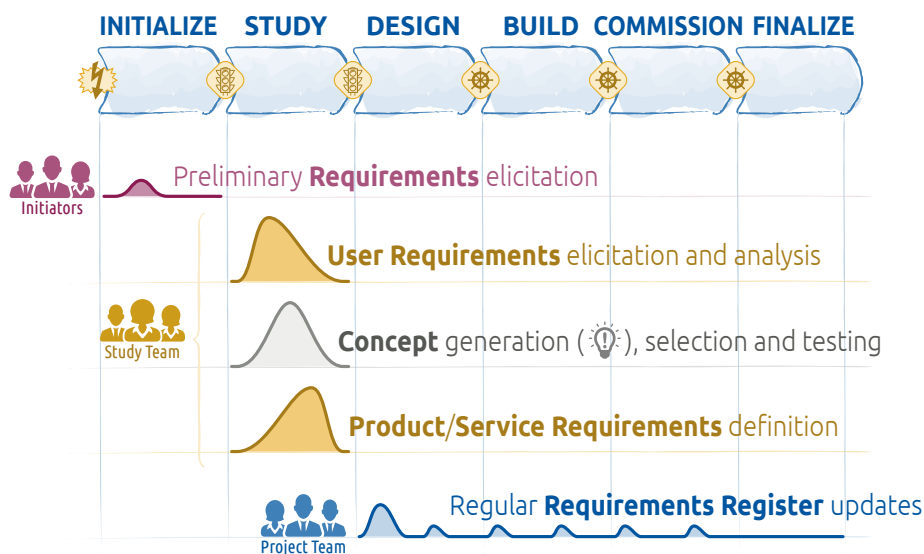 INITIALIZE STUDY DESIGN BUILD COMMISSION FINALIZE
Preliminary Requirements elicitation
Initiators
User Requirements elicitation and analysis
Concept generation (), selection and testing
Study Team
Product/Service Requirements definition
Regular Requirements Register updates
Project Team